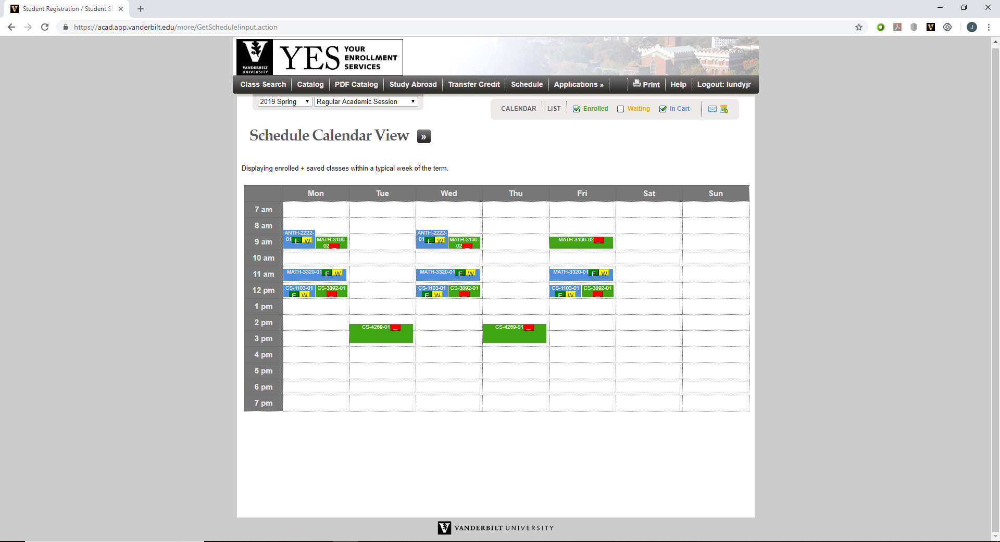 Student Registration / Student Sc
https://acad.app.vanderbilt.edu/more/GetSchedule!input.action
J
VANDERBILT
UNIVERSITY
YES
YOUR
ENROLLMENT
SERVICES
Class Search
Catalog
PDF Catalog
Study Abroad
Transfer Credit
Schedule
Applications »
Print
Help
Logout: lundyjr
2019 Spring
Regular Academic Session
CALENDAR
LIST
Enrolled
Waiting
In Cart
Schedule Calendar View »
Displaying enrolled + saved classes within a typical week of the term.
Mon Tue Wed Thu Fri Sat Sun
7 am
8 am
ANTH-2222-
01 E W
MATH-3100-
02
ANTH-2222-
01 E W
MATH-3100-
02
MATH-3100-02
9 am
10 am
11 am
MATH-3320-01 E W
MATH-3320-01 E W
MATH-3320-01 E W
12 pm
CS-1103-01
E W
CS-3892-01
CS-1103-01
E W
CS-3892-01
CS-1103-01
E W
CS-3892-01
1 pm
2 pm
CS-4269-01
CS-4269-01
3 pm
4 pm
5 pm
6 pm
7 pm
VANDERBILT UNIVERSITY